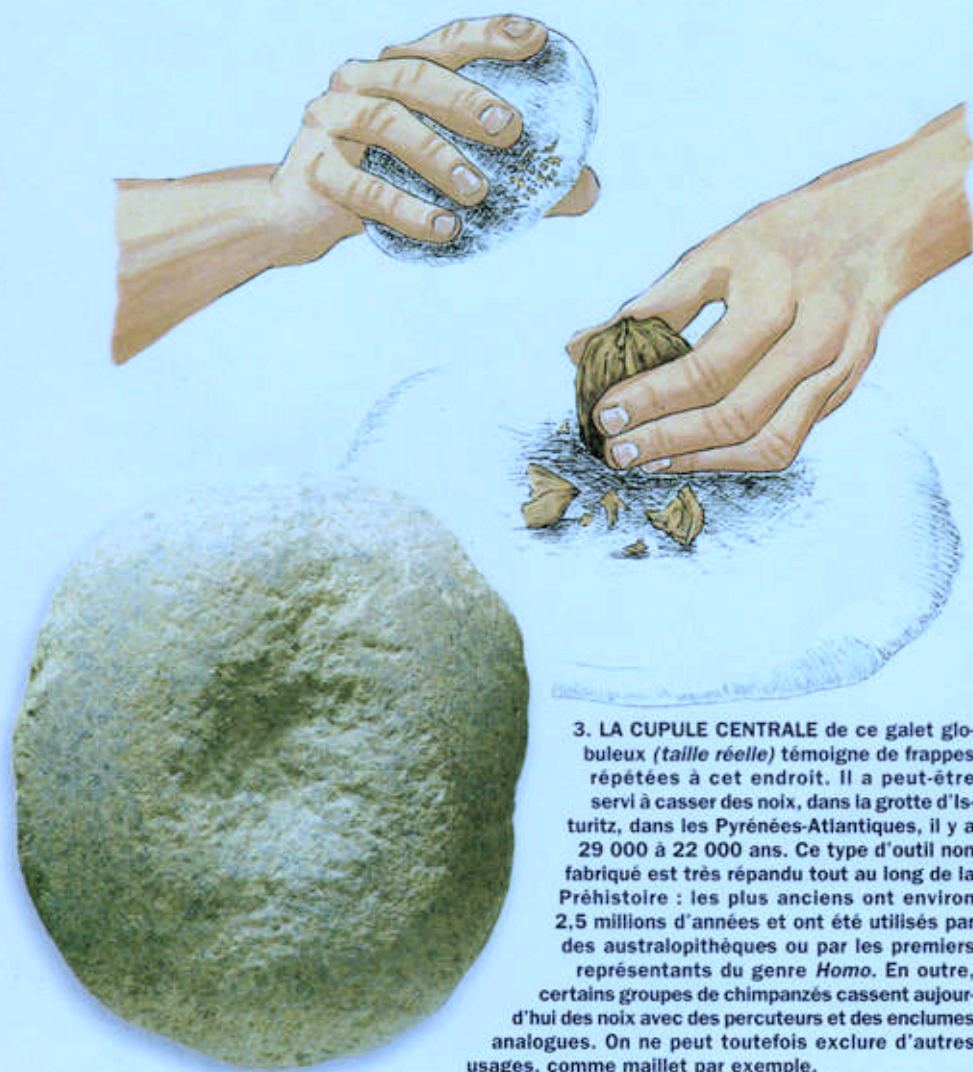 3. LA CUPULE CENTRALE de ce galet glo-
buleux (taille réelle) témoigne de frappes
répétées à cet endroit. Il a peut-être
servi à casser des noix, dans la grotte d'Is-
turitz, dans les Pyrénées-Atlantiques, il y a
29 000 à 22 000 ans. Ce type d'outil non
fabriqué est très répandu tout au long de la
Préhistoire : les plus anciens ont environ
2,5 millions d'années et ont été utilisés par
des australopithèques ou par les premiers
représentants du genre Homo. En outre,
certains groupes de chimpanzés cassent aujour-
d'hui des noix avec des percuteurs et des enclumes
analogues. On ne peut toutefois exclure d'autres
usages, comme maillet par exemple.